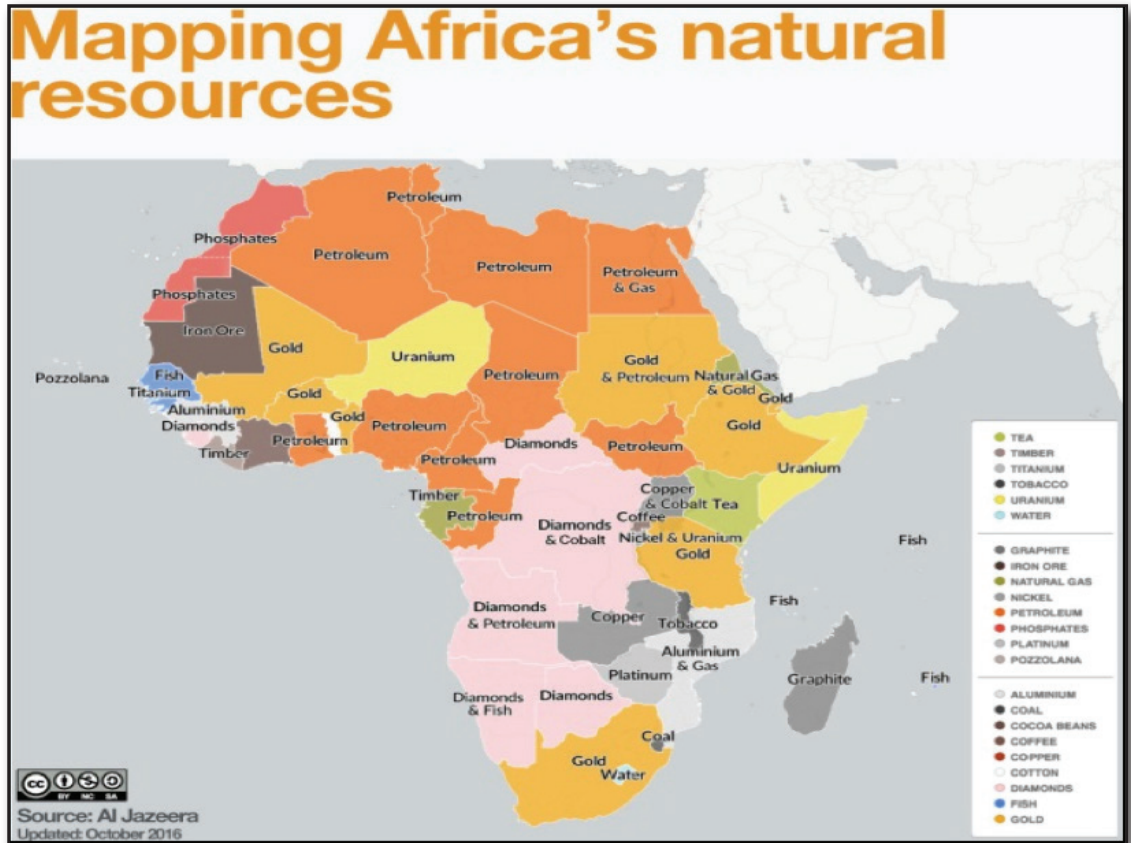 Mapping Africa's natural
resources
Petroleum
Phosphates
Petroleum
Petroleum
Petroleum
& Gas
Phosphates
Iron Ore
Gold
Uranium
Gold
& Petroleum
Natural Gas
& Gold
Petroleum
Pozzolana
Fish
Titanium
Gold
Gold
Aluminium
Gold
Gold
Diamonds
Petroleum
Petroleum
Diamonds
Petroleum
Timber
Petroleum
Uranium
Timber
Petroleum
Copper
& Cobalt
Tea
Coffee
Diamonds
& Cobalt
Nickel & Uranium
Gold
Fish
Fish
Diamonds
& Petroleum
Copper
Tobacco
Aluminium
& Gas
Platinum
Graphite
Fish
Diamonds
& Fish
Diamonds
Coal
Gold
Water
TEA
TIMBER
TITANIUM
TOBACCO
URANIUM
WATER
GRAPHITE
IRON ORE
NATURAL GAS
NICKEL
PETROLEUM
PHOSPHATES
PLATINUM
POZZOLANA
ALUMINIUM
COAL
COCOA BEANS
COFFEE
COPPER
COTTON
DIAMONDS
FISH
GOLD
cc
BY NC SA
Source: Al Jazeera
Updated: October 2016